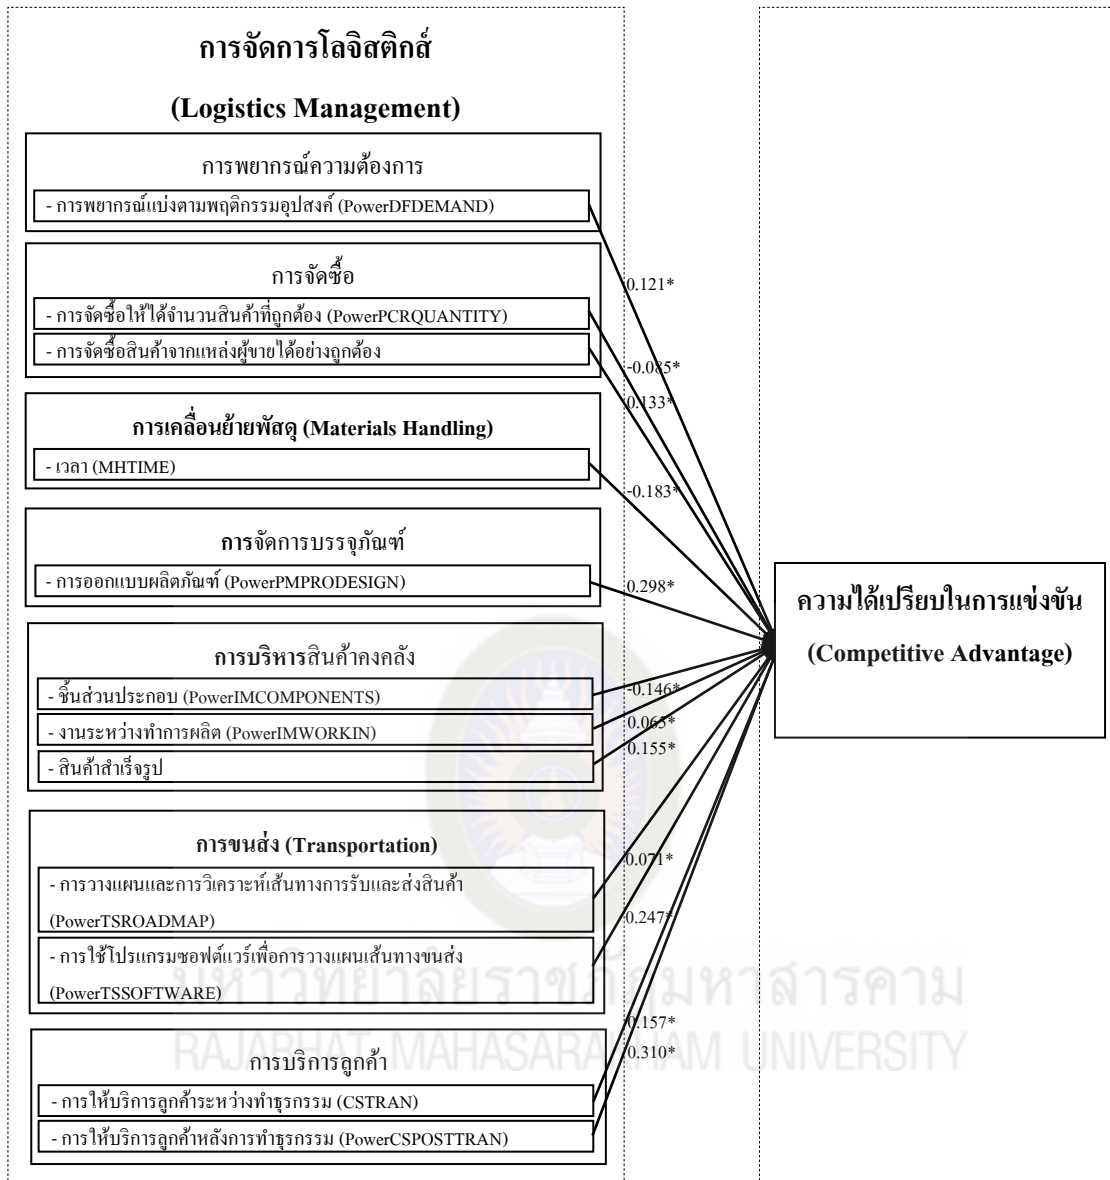 การจัดการโลจิสติกส์
(Logistics Management)
การพยากรณ์ความต้องการ
- การพยากรณ์แบ่งตามพฤติกรรมอุปสงค์ (PowerDFDEMAND)
การจัดซื้อ
- การจัดซื้อให้ได้จำนวนสินค้าที่ถูกต้อง (PowerPCRQUANTITY)
- การจัดซื้อสินค้าจากแหล่งผู้ขายได้อย่างถูกต้อง
การเคลื่อนย้ายพัสดุ (Materials Handling)
- เวลา (MHTIME)
การจัดการบรรจุภัณฑ์
- การออกแบบผลิตภัณฑ์ (PowerPMPRODESIGN)
การบริหารสินค้าคงคลัง
- ชิ้นส่วนประกอบ (PowerIMCOMPONENTS)
- งานระหว่างทำการผลิต (PowerIMWORKIN)
- สินค้าสำเร็จรูป
การขนส่ง (Transportation)
- การวางแผนและการวิเคราะห์เส้นทางการรับและส่งสินค้า
(PowerTSROADMAP)
- การใช้โปรแกรมซอฟต์แวร์เพื่อการวางแผนเส้นทางขนส่ง
(PowerTSSOFTWARE)
การบริการลูกค้า
- การให้บริการลูกค้าระหว่างทำธุรกรรม (CSTRAN)
- การให้บริการลูกค้าหลังการทำธุรกรรม (PowerCSPOSTTRAN)
0.121*
-0.085*
0.133*
-0.183*
0.298*
-0.146*
0.065*
0.155*
0.071*
0.247*
0.157*
0.310*
ความได้เปรียบในการแข่งขัน
(Competitive Advantage)
มหาวิทยาลัยราชภัฏมหาสารคาม
RAJABHAT MAHASARAKHAM UNIVERSITY